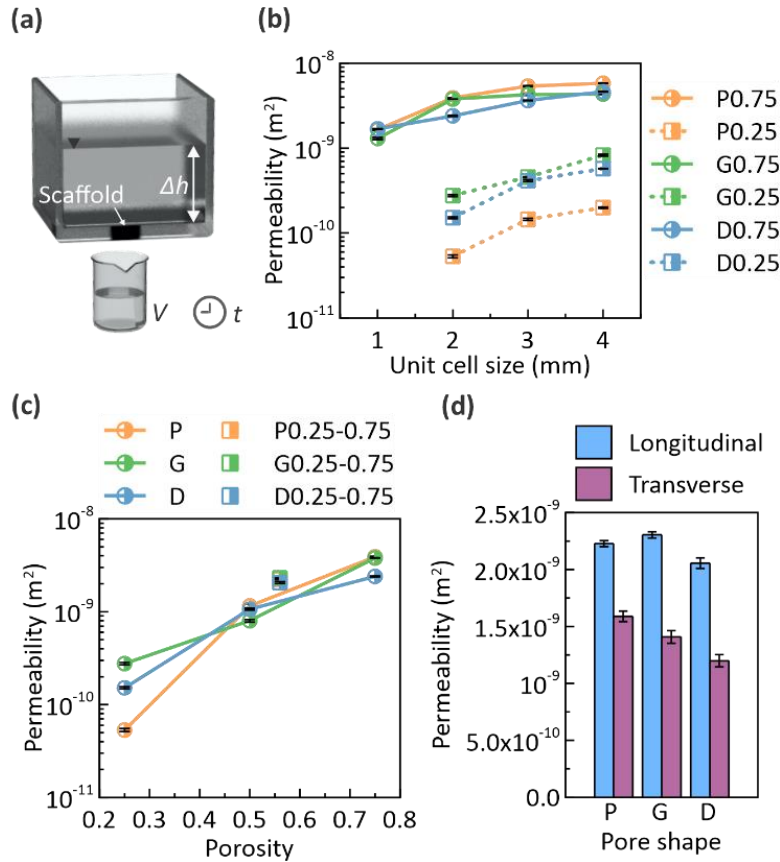 (a)
Scaffold
Δh
V
t
(b)
Permeability (m²)
10⁻⁸
10⁻⁹
10⁻¹⁰
10⁻¹¹
1 2 3 4
Unit cell size (mm)
P0.75
P0.25
G0.75
G0.25
D0.75
D0.25
(c)
P P0.25-0.75
G G0.25-0.75
D D0.25-0.75
Permeability (m²)
10⁻⁸
10⁻⁹
10⁻¹⁰
10⁻¹¹
0.2 0.3 0.4 0.5 0.6 0.7 0.8
Porosity
(d)
Longitudinal
Transverse
Permeability (m²)
2.5x10⁻⁹
2.0x10⁻⁹
1.5x10⁻⁹
1x10⁻⁹
5.0x10⁻¹⁰
0.0
P G D
Pore shape